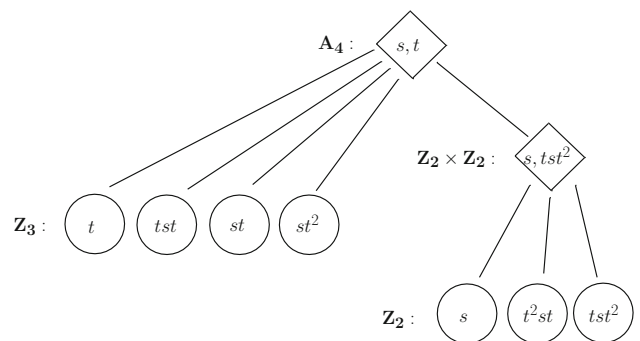 A₄ : s, t
Z₂ × Z₂ : s, tst²
Z₃ : t tst st st²
Z₂ : s t²st tst²